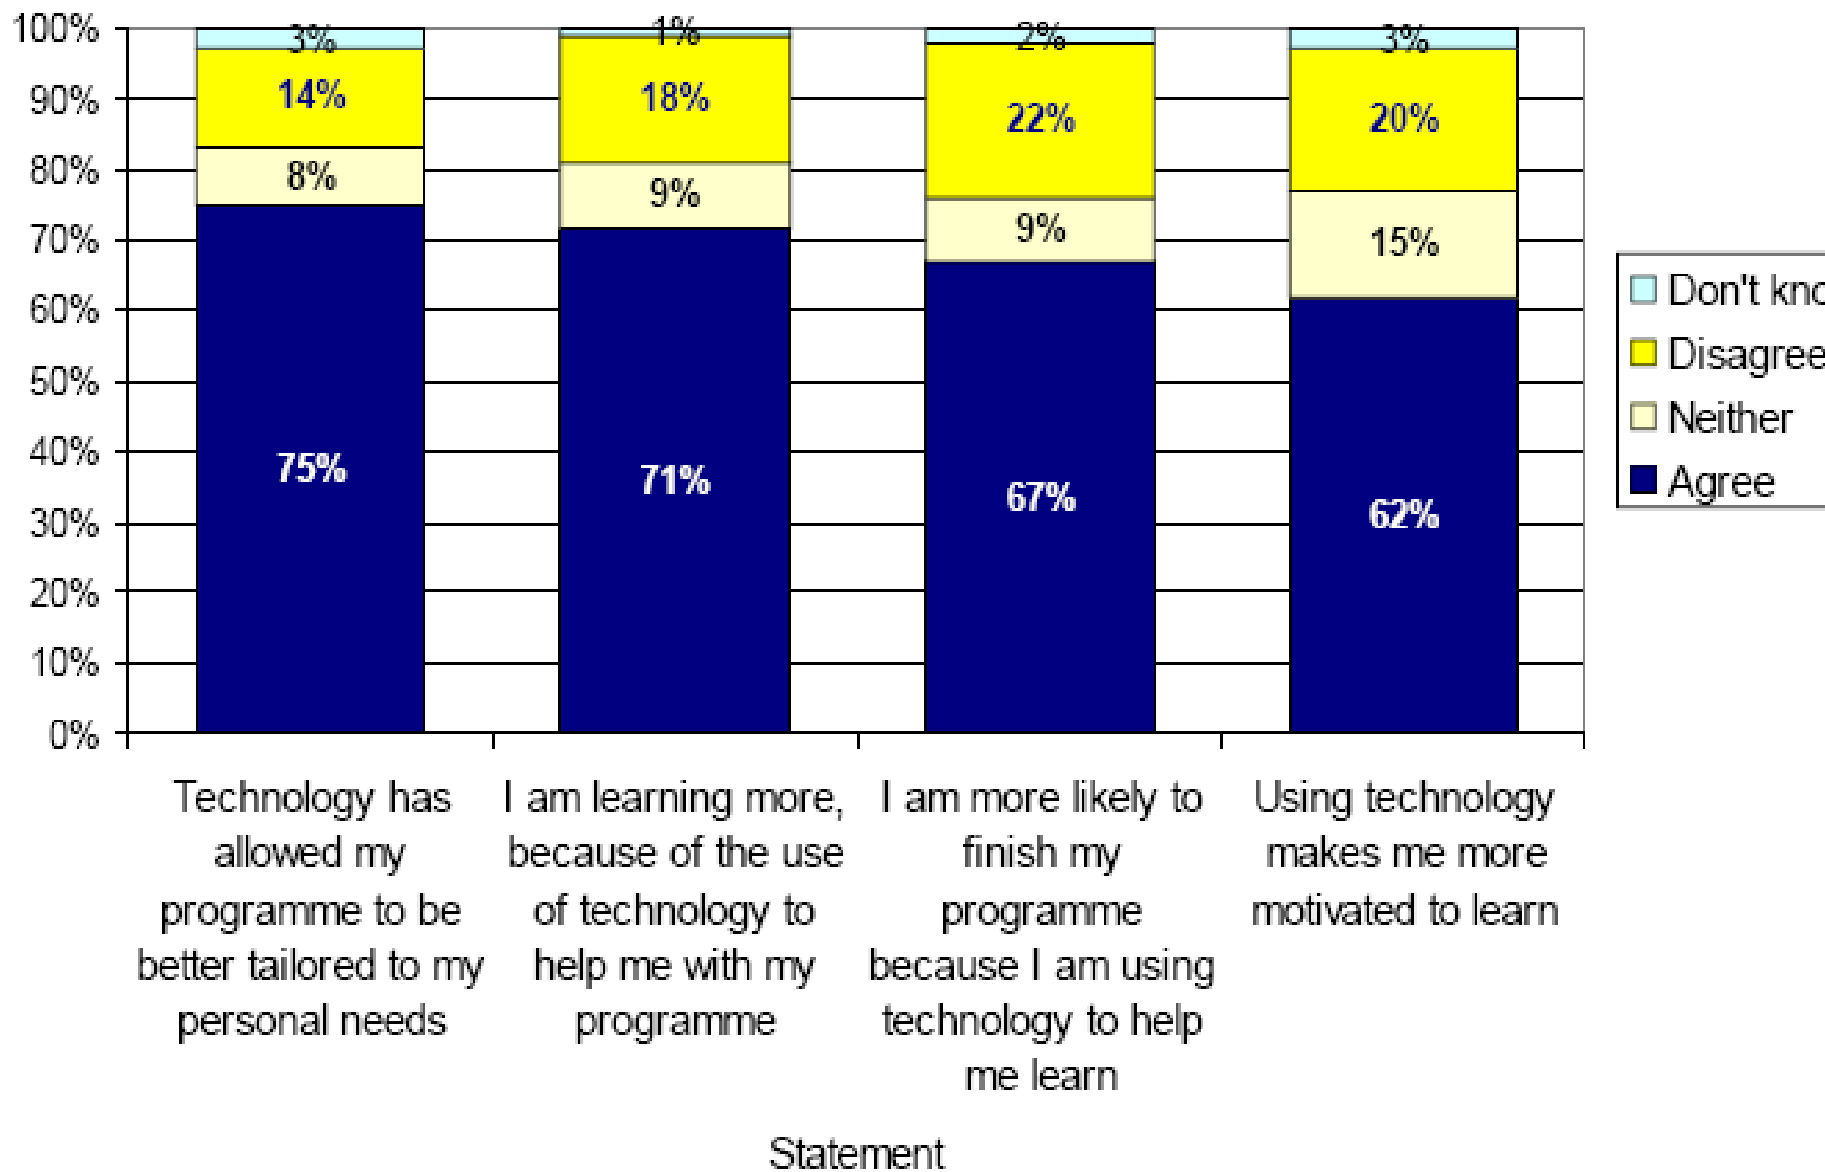 100%
90%
80%
70%
60%
50%
40%
30%
20%
10%
0%
3%
14%
8%
75%
1%
18%
9%
71%
2%
22%
9%
67%
3%
20%
15%
62%
Don't kno
Disagree
Neither
Agree
Technology has
allowed my
programme to be
better tailored to my
personal needs
I am learning more,
because of the use
of technology to
help me with my
programme
I am more likely to
finish my
programme
because I am using
technology to help
me learn
Using technology
makes me more
motivated to learn
Statement